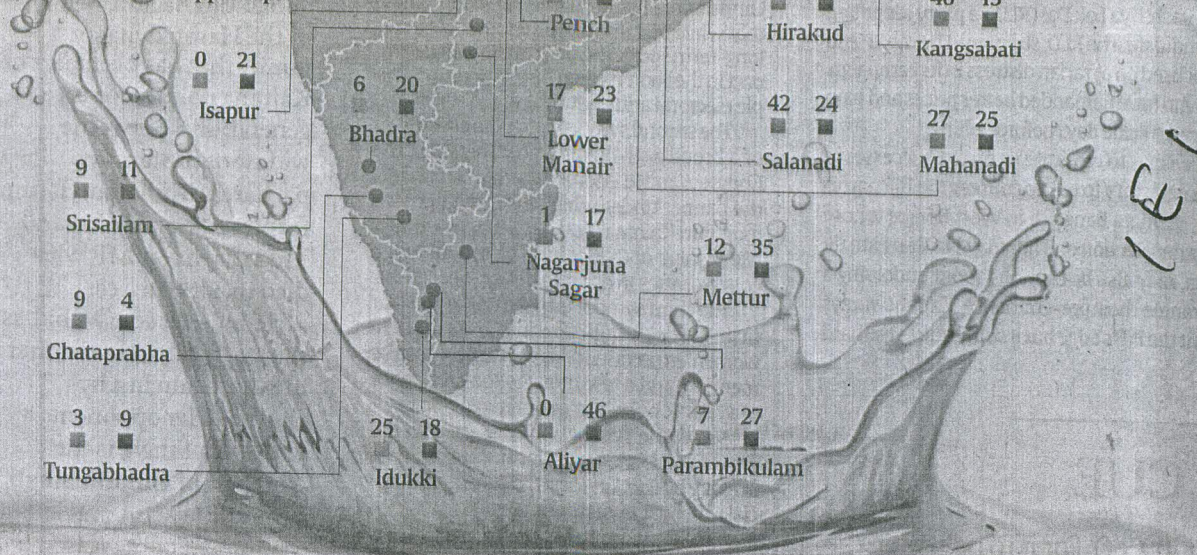 Pench
Hirakud
Kangsabati
0 21
Isapur
6 20
Bhadra
17 23
Lower
Manair
42 24
Salanadi
27 25
Mahanadi
9 11
Srisailam
1 17
Nagarjuna
Sagar
12 35
Mettur
9 4
Ghataprabha
3 9
Tungabhadra
25 18
Idukki
0 46
Aliyar
7 27
Parambikulam